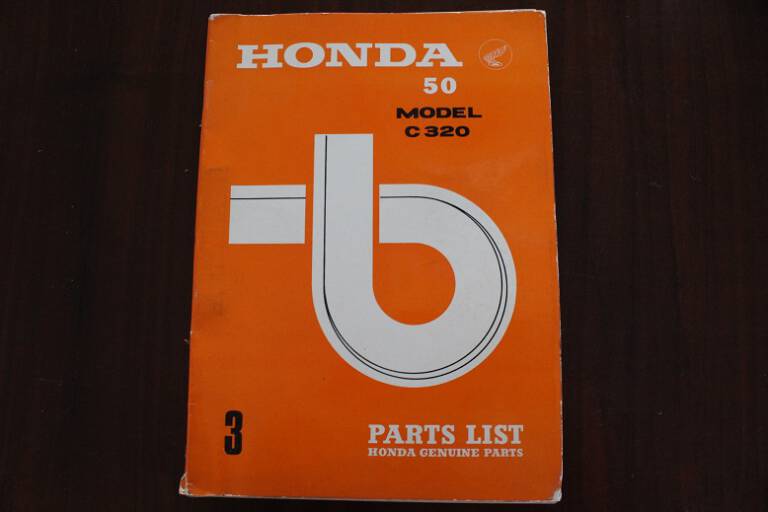 HONDA
50
MODEL
C320
3
PARTS LIST
HONDA GENUINE PARTS